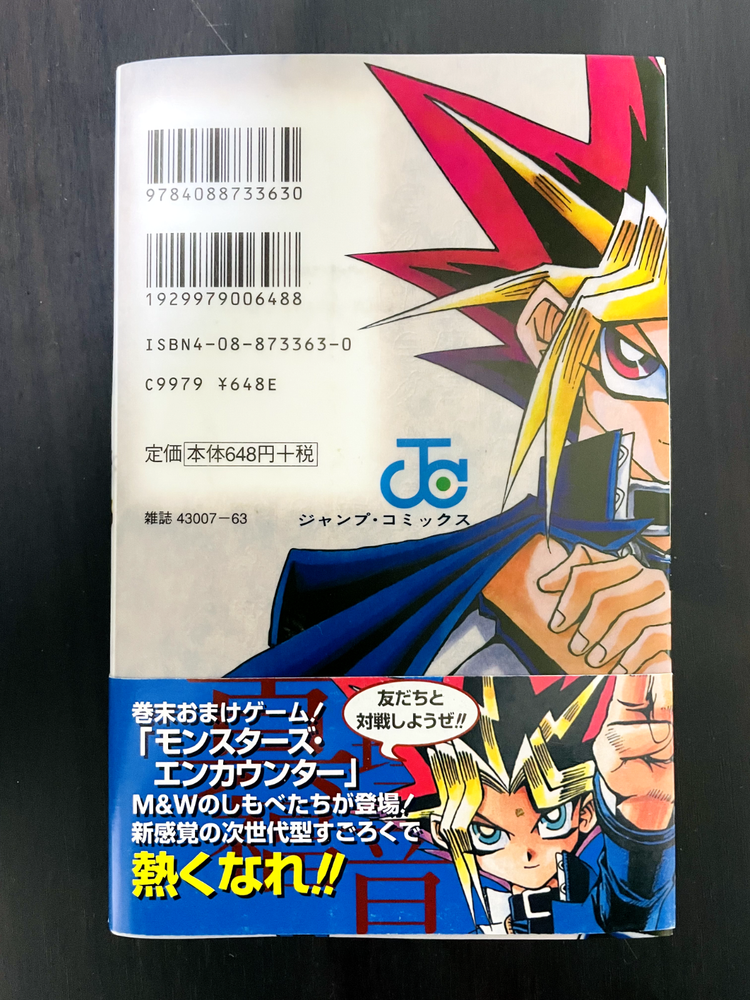 9784088733630
1929979006488
ISBN4-08-873363-0
C9979 ¥648E
定価 本体648円+税
雑誌 43007-63
ジャンプ・コミックス
友だちと
対戦しようぜ!!
巻末おまけゲーム!
「モンスターズ・
エンカウンター」
M&Wのしもべたちが登場!
新感覚の次世代型すごろくで
熱くなれ!!